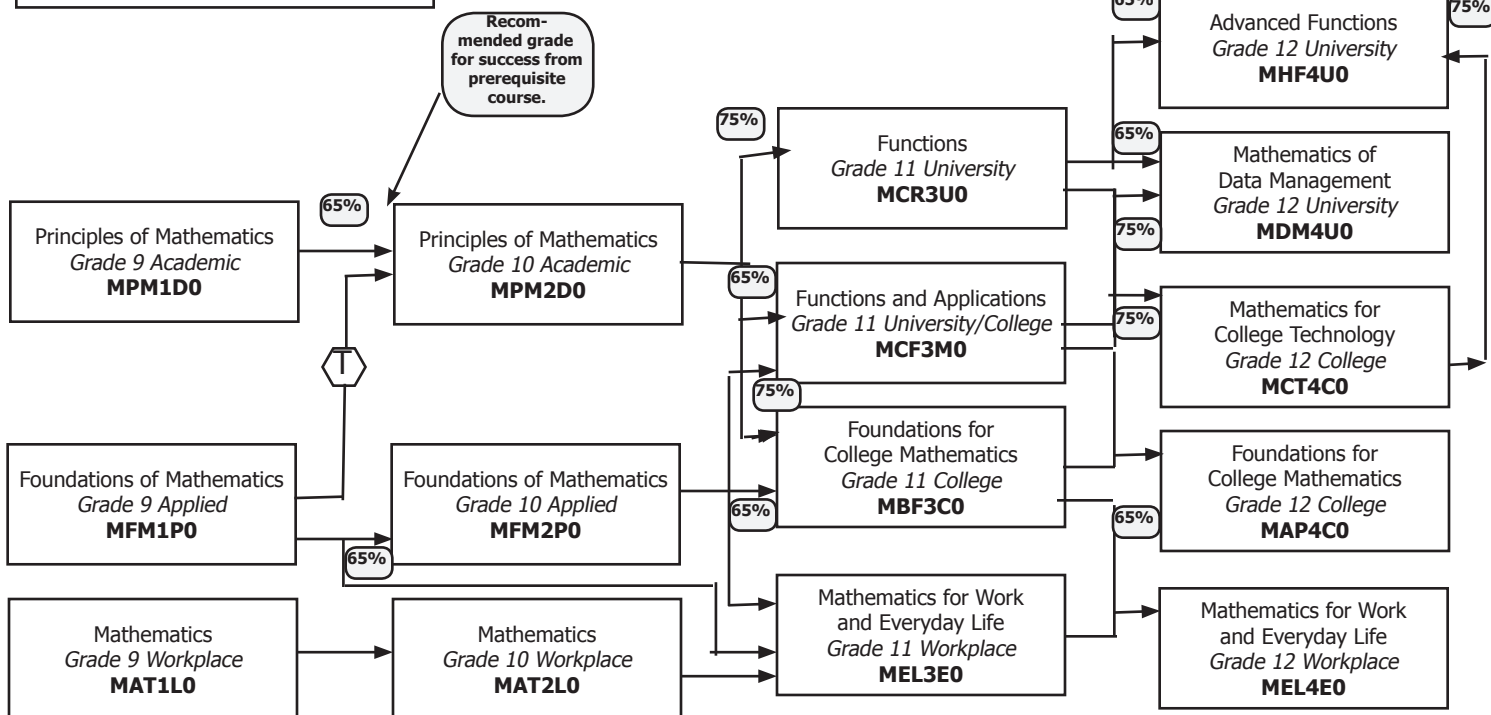 65%
75%
Advanced Functions
Grade 12 University
MHF4U0
Recom-
mended grade
for success from
prerequisite
course.
75%
Functions
Grade 11 University
MCR3U0
65%
Mathematics of
Data Management
Grade 12 University
MDM4U0
65%
Principles of Mathematics
Grade 9 Academic
MPM1D0
Principles of Mathematics
Grade 10 Academic
MPM2D0
75%
65%
Functions and Applications
Grade 11 University/College
MCF3M0
75%
Mathematics for
College Technology
Grade 12 College
MCT4C0
T
75%
Foundations of Mathematics
Grade 9 Applied
MFM1P0
Foundations of Mathematics
Grade 10 Applied
MFM2P0
Foundations for
College Mathematics
Grade 11 College
MBF3C0
Foundations for
College Mathematics
Grade 12 College
MAP4C0
65%
65%
65%
Mathematics
Grade 9 Workplace
MAT1L0
Mathematics
Grade 10 Workplace
MAT2L0
Mathematics for Work
and Everyday Life
Grade 11 Workplace
MEL3E0
Mathematics for Work
and Everyday Life
Grade 12 Workplace
MEL4E0